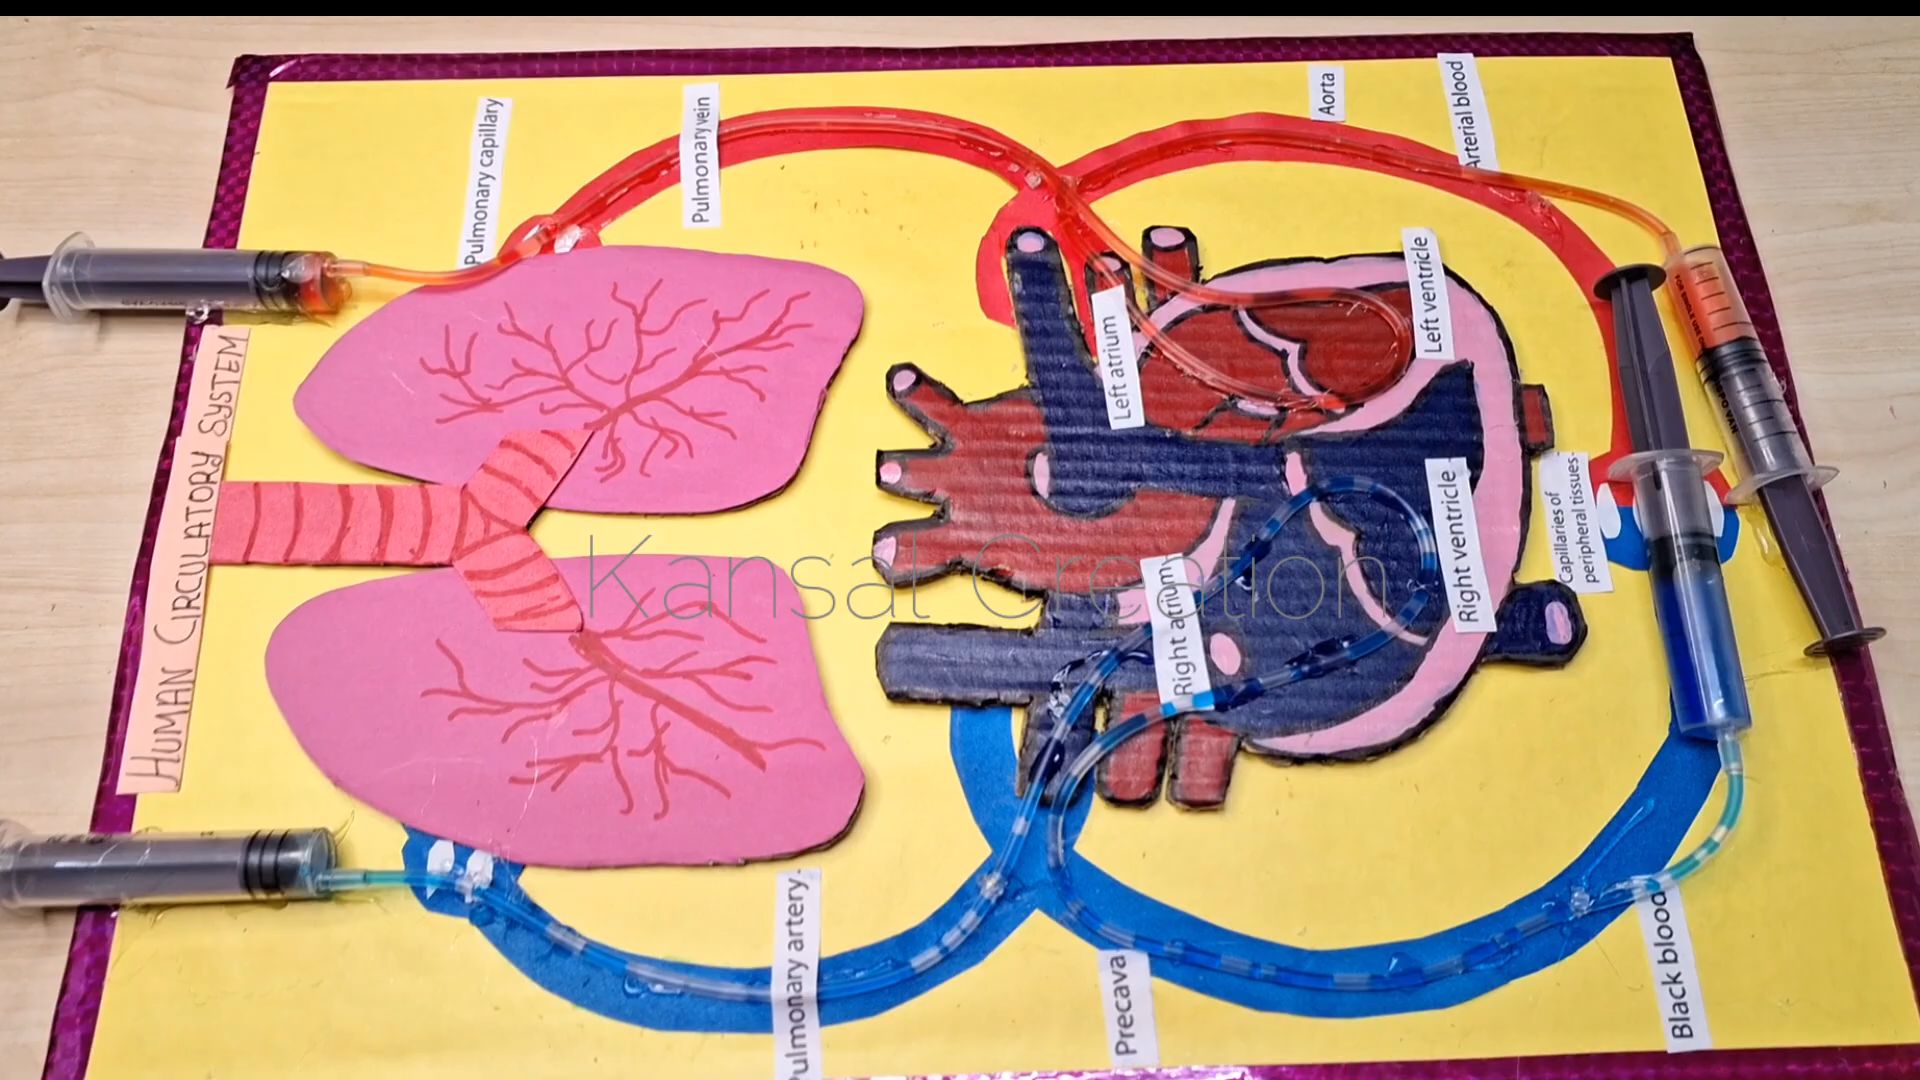 Pulmonary capillary
Pulmonary vein
Aorta
Arterial blood
Left atrium
Left ventricle
HUMAN CIRCULATORY SYSTEM
Capillaries of
peripheral tissues.
Right ventricle
Right atrium
Kansal Creation
Pulmonary artery.
Precava
Black blood